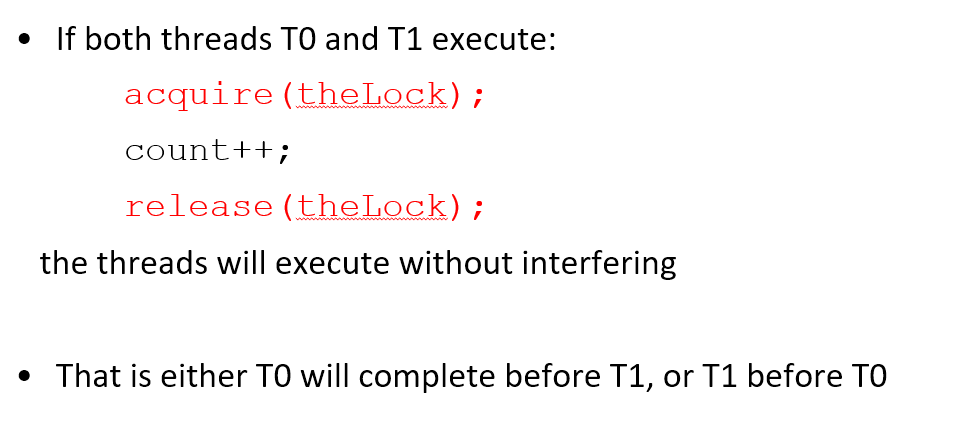 • If both threads T0 and T1 execute:
acquire(theLock);
count++;
release(theLock);
the threads will execute without interfering
• That is either T0 will complete before T1, or T1 before T0